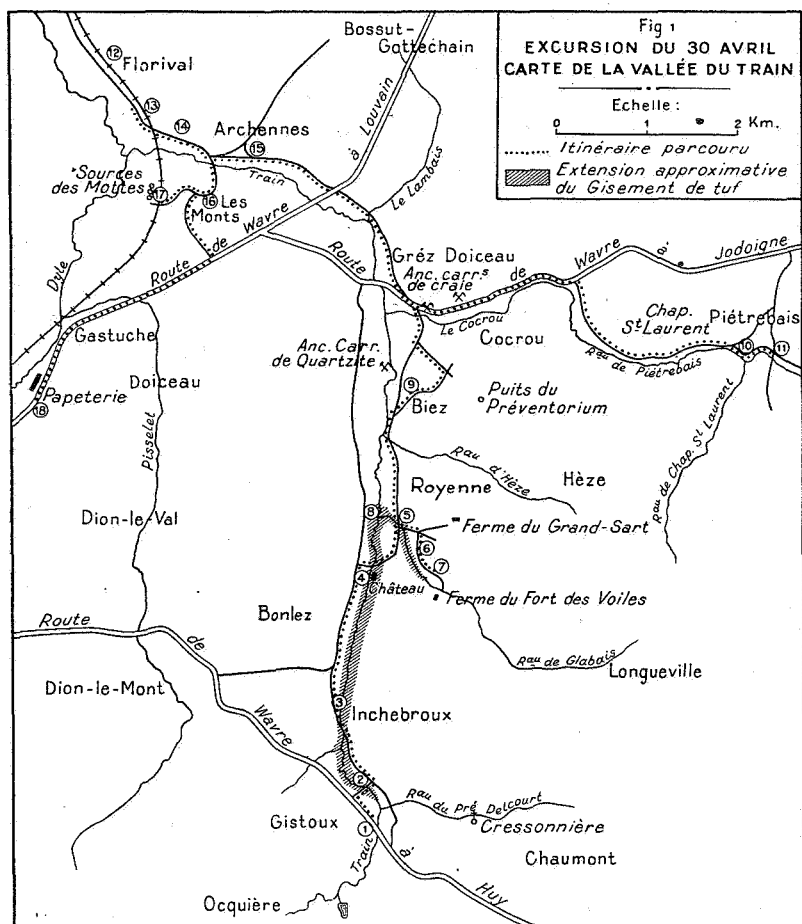 Fig 1
EXCURSION DU 30 AVRIL
CARTE DE LA VALLÉE DU TRAIN
Echelle :
0 1 2 Km.
Itinéraire parcouru
Extension approximative
du Gisement de tuf
Bossut-
Gottechain
12
Florival
13
14
Archennes
15
à Louvain
Train
Le Lambais
Sources
des Mottes
17
16
Les
Monts
Route de Wavre
Dyle
Route de Wavre à Jodoigne
Gréz Doiceau
Anc. carr.s
de craie
Le Cocrou
Cocrou
Chap.
St Laurent
Piétrebais
10
11
Rau de Piétrebais
Gastuche
Doiceau
Papeterie
18
Pisselet
Anc. Carr.
de Quartzite
9
Biez
Puits du
Préventorium
Rau d'Hèze
Hèze
Rau de Chap. St Laurent
Royenne
Dion-le-Val
8
5
Ferme du Grand-Sart
6
7
4
Château
Ferme du Fort des Voiles
Bonlez
Route de Wavre à Huy
Rau de Glabais
Longueville
Dion-le-Mont
3
Inchebroux
2
Rau du Pré Delcourt
Cressonnière
Gistoux
1
Chaumont
Train
Ocquière